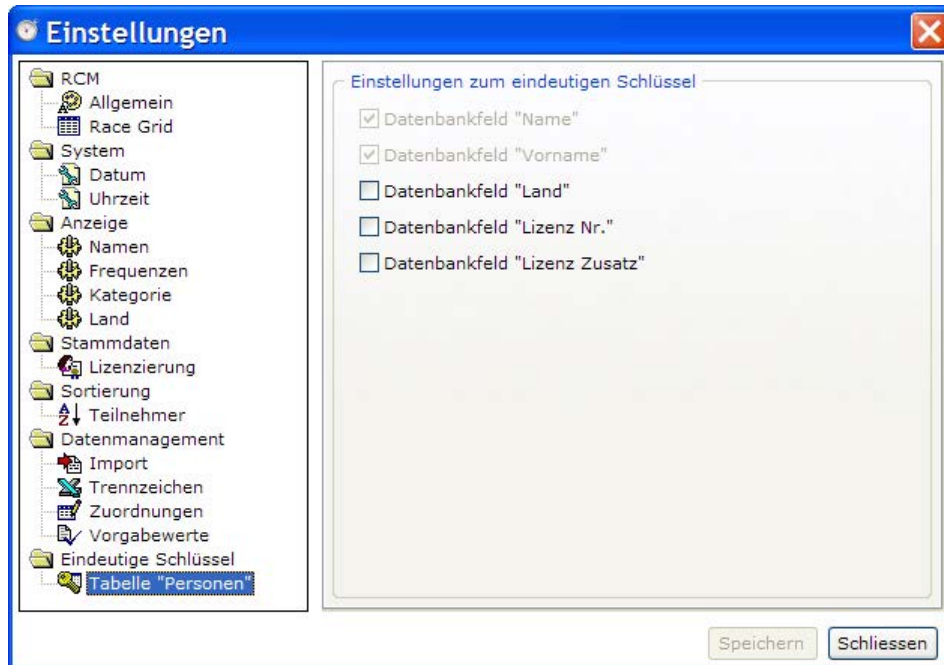 Einstellungen
RCM
Allgemein
Race Grid
System
Datum
Uhrzeit
Anzeige
Namen
Frequenzen
Kategorie
Land
Stammdaten
Lizenzierung
Sortierung
Teilnehmer
Datenmanagement
Import
Trennzeichen
Zuordnungen
Vorgabewerte
Eindeutige Schlüssel
Tabelle "Personen"
Einstellungen zum eindeutigen Schlüssel
Datenbankfeld "Name"
Datenbankfeld "Vorname"
Datenbankfeld "Land"
Datenbankfeld "Lizenz Nr."
Datenbankfeld "Lizenz Zusatz"
Speichern
Schliessen